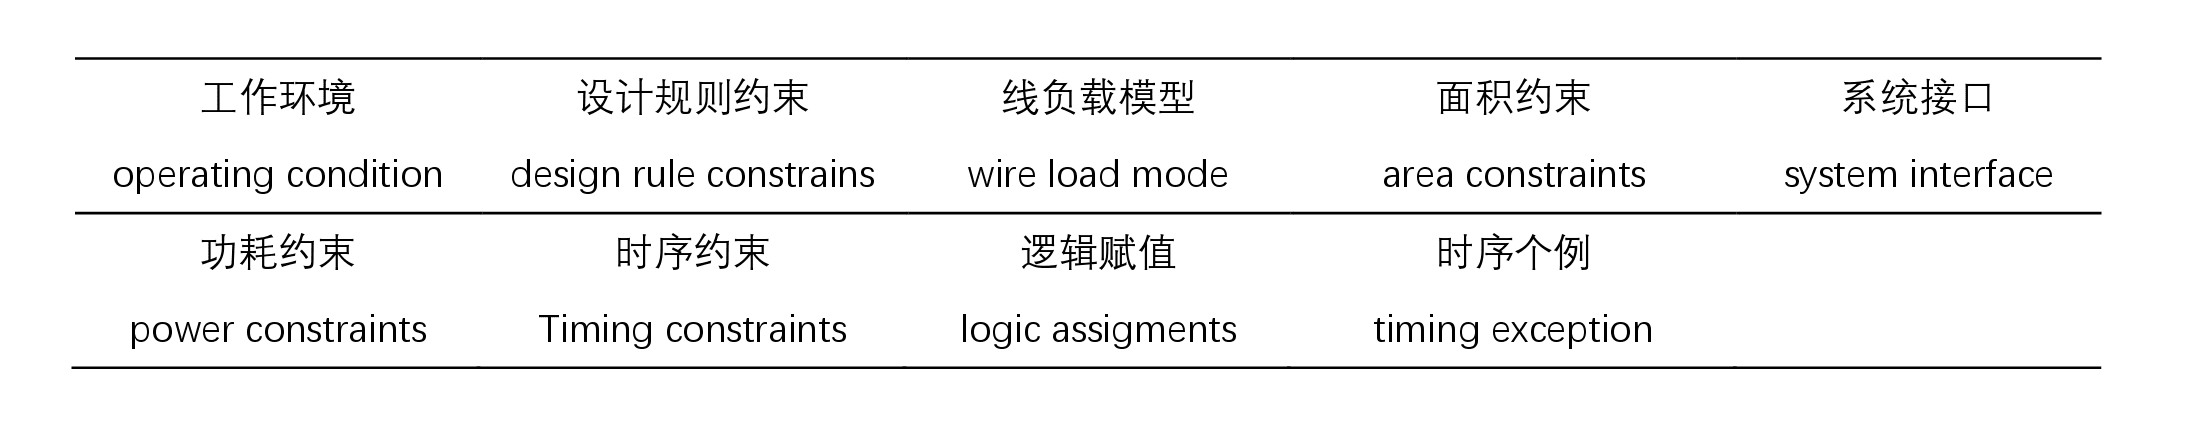 工作环境 设计规则约束 线负载模型 面积约束 系统接口
operating condition design rule constrains wire load mode area constraints system interface
功耗约束 时序约束 逻辑赋值 时序个例
power constraints Timing constraints logic assigments timing exception